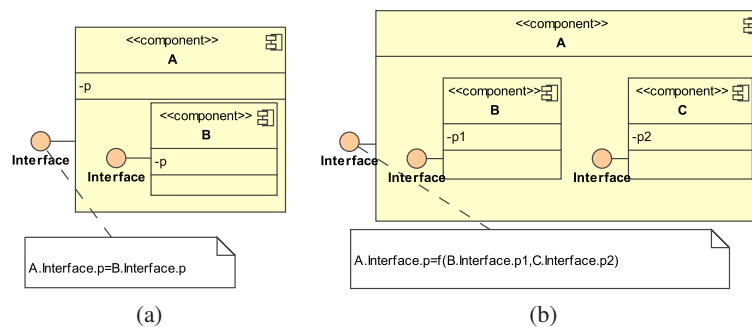 <<component>>
A
-p
<<component>>
B
-p
Interface
Interface
A.Interface.p=B.Interface.p
(a)
<<component>>
A
<<component>>
B
-p1
<<component>>
C
-p2
Interface
Interface
Interface
A.Interface.p=f(B.Interface.p1,C.Interface.p2)
(b)